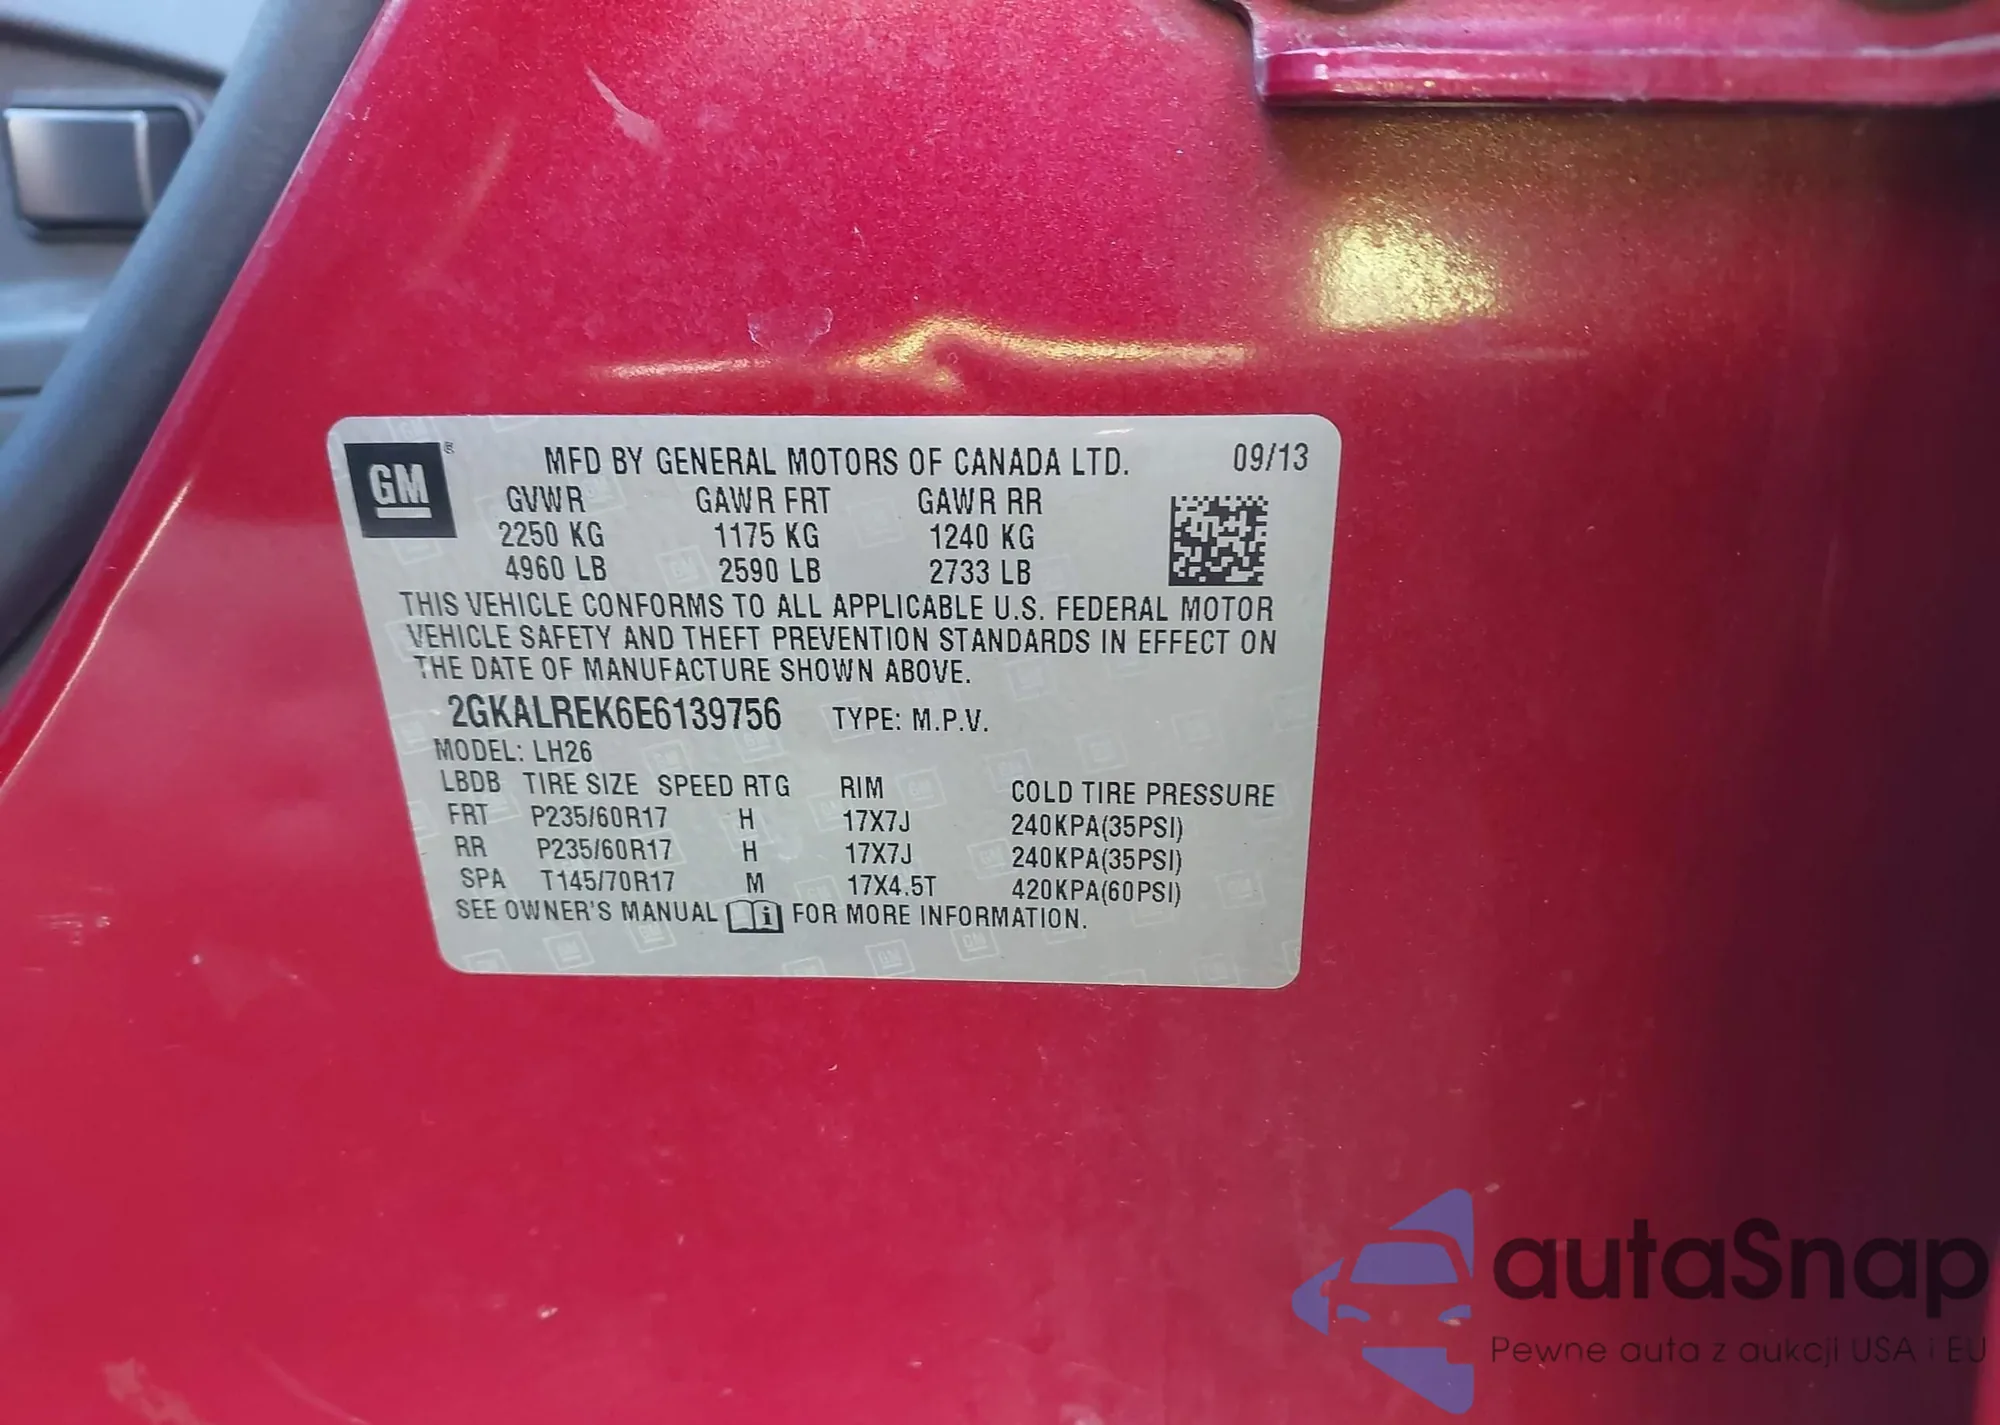 GM ®
MFD BY GENERAL MOTORS OF CANADA LTD. 09/13
GVWR GAWR FRT GAWR RR
2250 KG 1175 KG 1240 KG
4960 LB 2590 LB 2733 LB
THIS VEHICLE CONFORMS TO ALL APPLICABLE U.S. FEDERAL MOTOR
VEHICLE SAFETY AND THEFT PREVENTION STANDARDS IN EFFECT ON
THE DATE OF MANUFACTURE SHOWN ABOVE.
2GKALREK6E6139756 TYPE: M.P.V.
MODEL: LH26
LBDB TIRE SIZE SPEED RTG RIM COLD TIRE PRESSURE
FRT P235/60R17 H 17X7J 240KPA(35PSI)
RR P235/60R17 H 17X7J 240KPA(35PSI)
SPA T145/70R17 M 17X4.5T 420KPA(60PSI)
SEE OWNER'S MANUAL FOR MORE INFORMATION.
autaSnap
Pewne auta z aukcji USA i EU